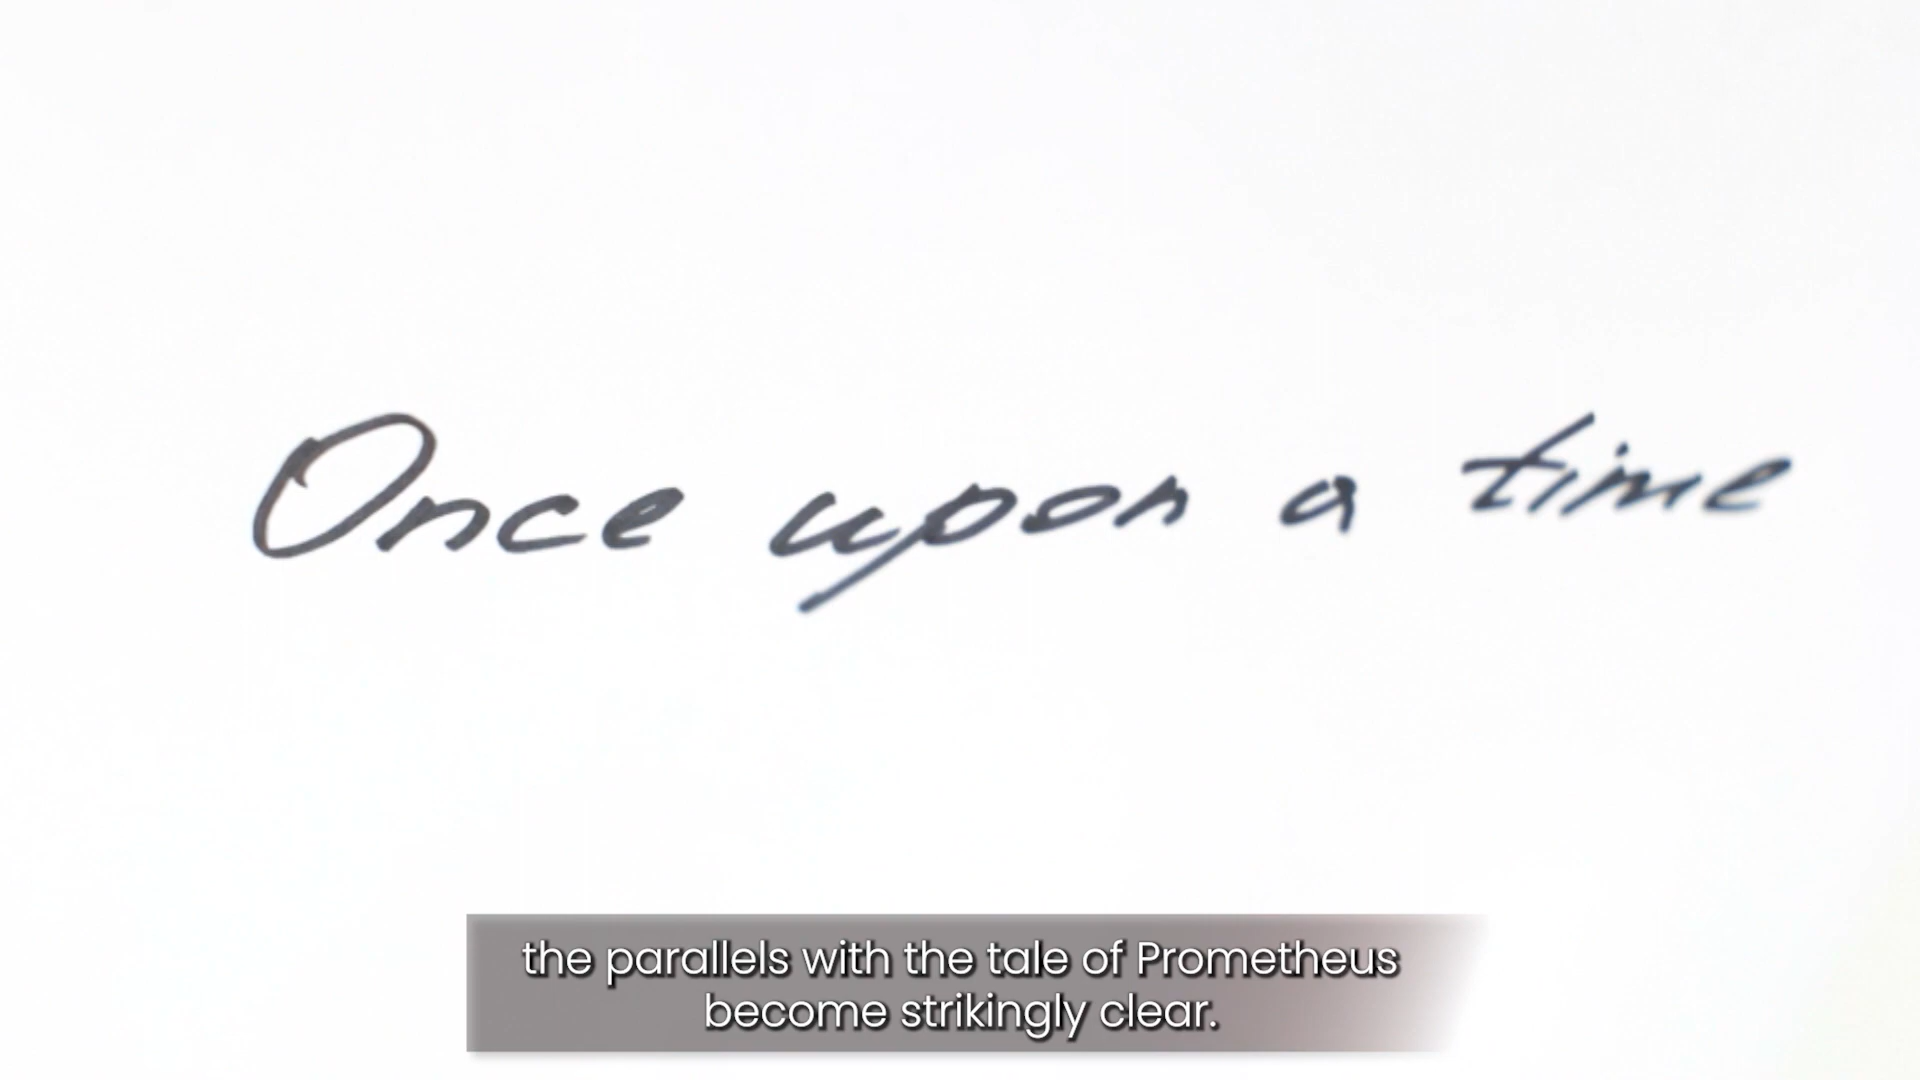 Once upon a time
the parallels with the tale of Prometheus
become strikingly clear.